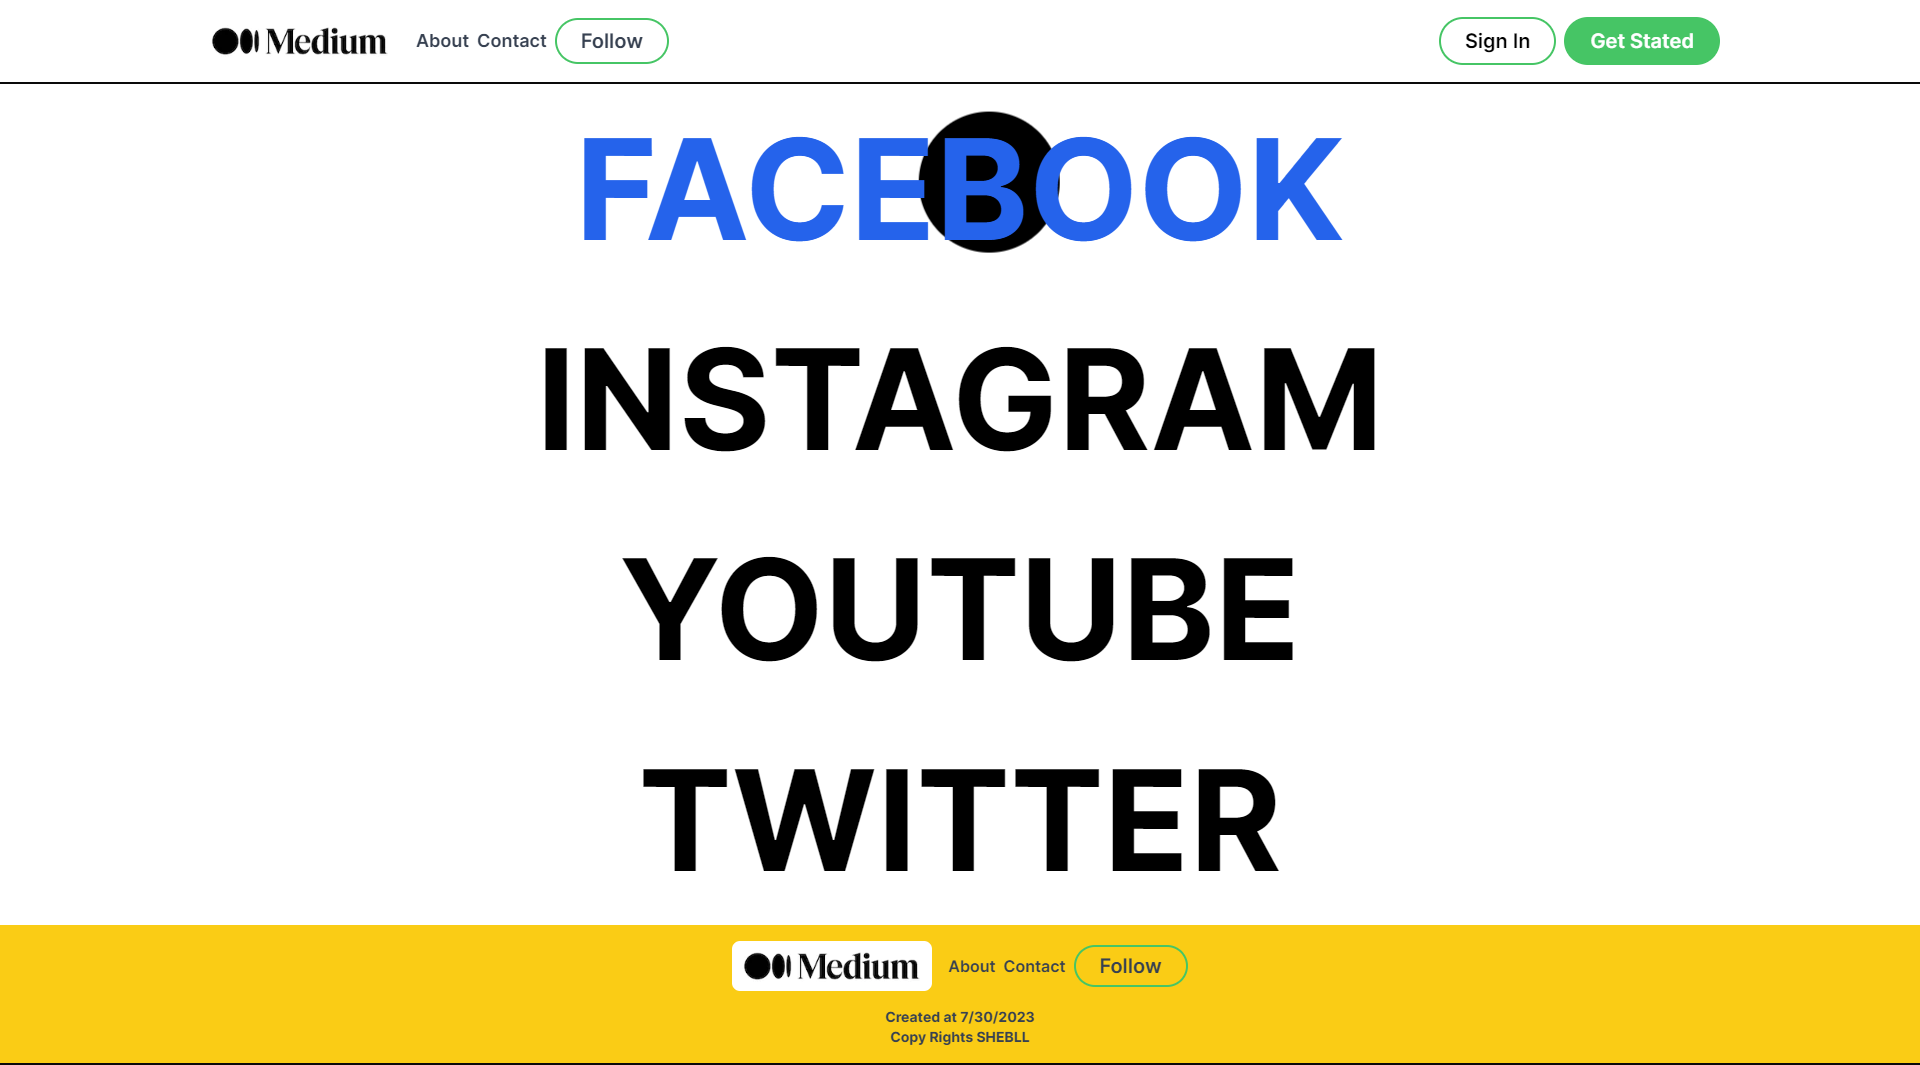 Medium About Contact Follow Sign In Get Stated
FACEBOOK
INSTAGRAM
YOUTUBE
TWITTER
Medium About Contact Follow
Created at 7/30/2023
Copy Rights SHEBLL